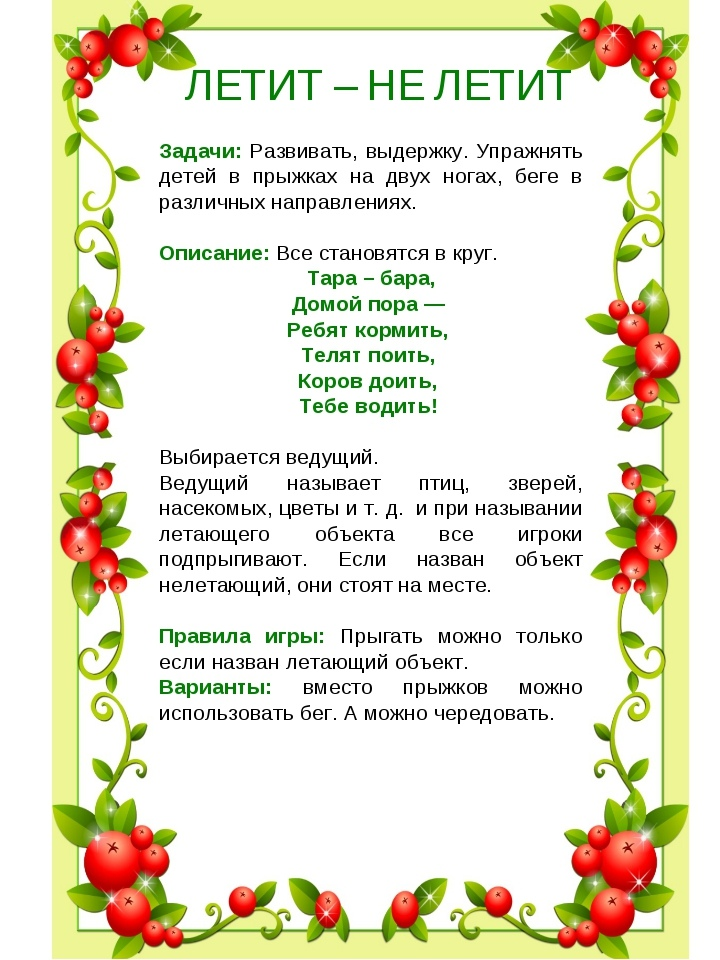 ЛЕТИТ – НЕ ЛЕТИТ
Задачи: Развивать, выдержку. Упражнять
детей в прыжках на двух ногах, беге в
различных направлениях.
Описание: Все становятся в круг.
Тара – бара,
Домой пора —
Ребят кормить,
Телят поить,
Коров доить,
Тебе водить!
Выбирается ведущий.
Ведущий называет птиц, зверей,
насекомых, цветы и т. д. и при назывании
летающего объекта все игроки
подпрыгивают. Если назван объект
нелетающий, они стоят на месте.
Правила игры: Прыгать можно только
если назван летающий объект.
Варианты: вместо прыжков можно
использовать бег. А можно чередовать.